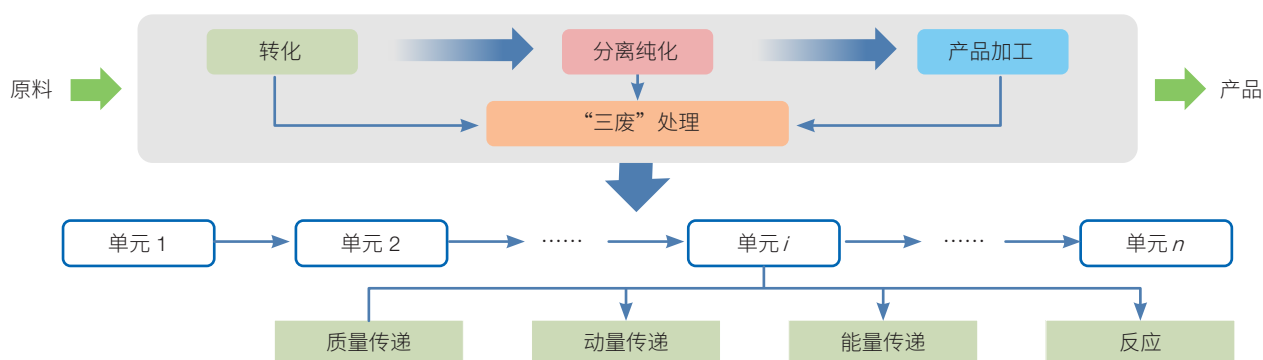 原料
转化
分离纯化
产品加工
产品
“三废”处理
单元 1
单元 2
……
单元 i
……
单元 n
质量传递
动量传递
能量传递
反应